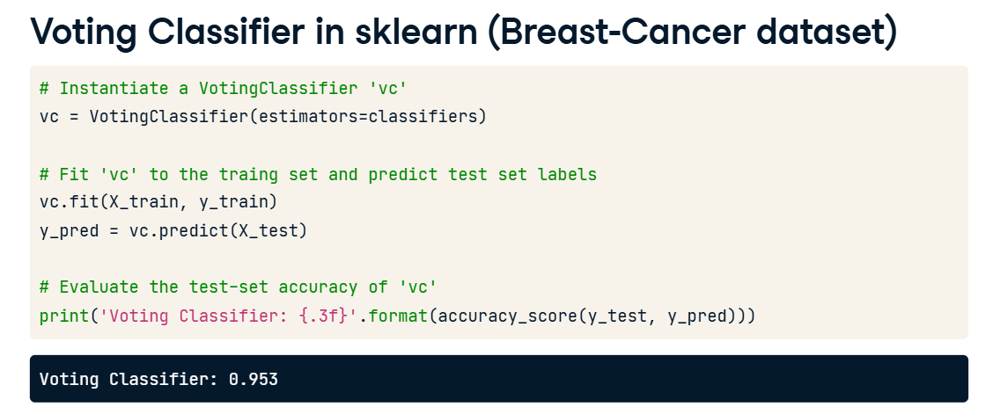 Voting Classifier in sklearn (Breast-Cancer dataset)
# Instantiate a VotingClassifier 'vc'
vc = VotingClassifier(estimators=classifiers)
# Fit 'vc' to the traing set and predict test set labels
vc.fit(X_train, y_train)
y_pred = vc.predict(X_test)
# Evaluate the test-set accuracy of 'vc'
print('Voting Classifier: {.3f}'.format(accuracy_score(y_test, y_pred)))
Voting Classifier: 0.953